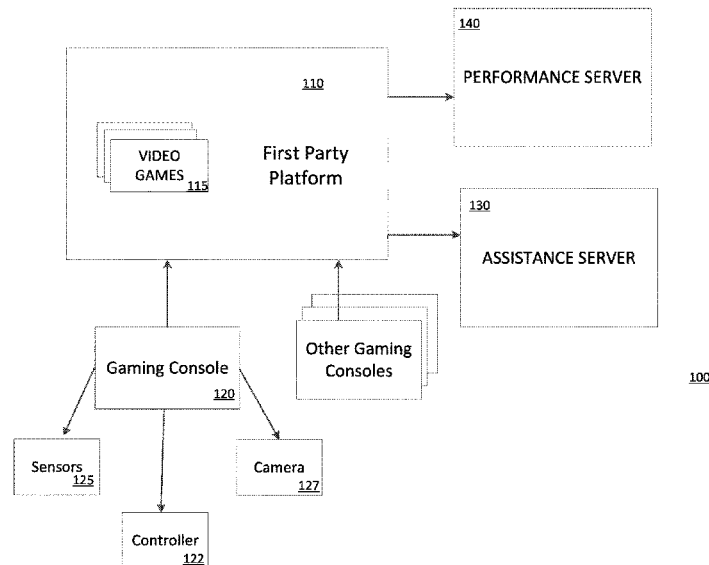 140
PERFORMANCE SERVER
110
VIDEO
GAMES
115
First Party
Platform
130
ASSISTANCE SERVER
Gaming Console
120
Other Gaming
Consoles
100
Sensors
125
Camera
127
Controller
122